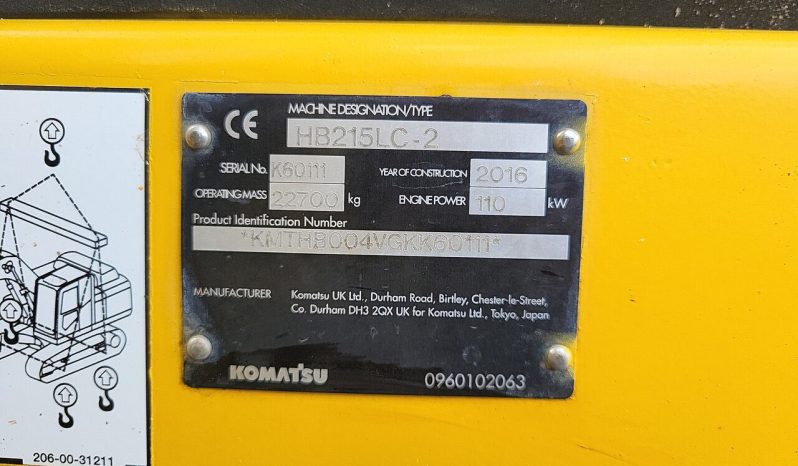 CE
MACHINE DESIGNATION/TYPE
HB215LC-2
SERIAL No. K60111 YEAR OF CONSTRUCTION 2016
OPERATING MASS 22700 kg ENGINE POWER 110 kW
Product Identification Number
*KMTHB004VGKK60111*
MANUFACTURER Komatsu UK Ltd., Durham Road, Birtley, Chester-le-Street,
Co. Durham DH3 2QX UK for Komatsu Ltd., Tokyo, Japan
KOMATSU 0960102063
206-00-31211